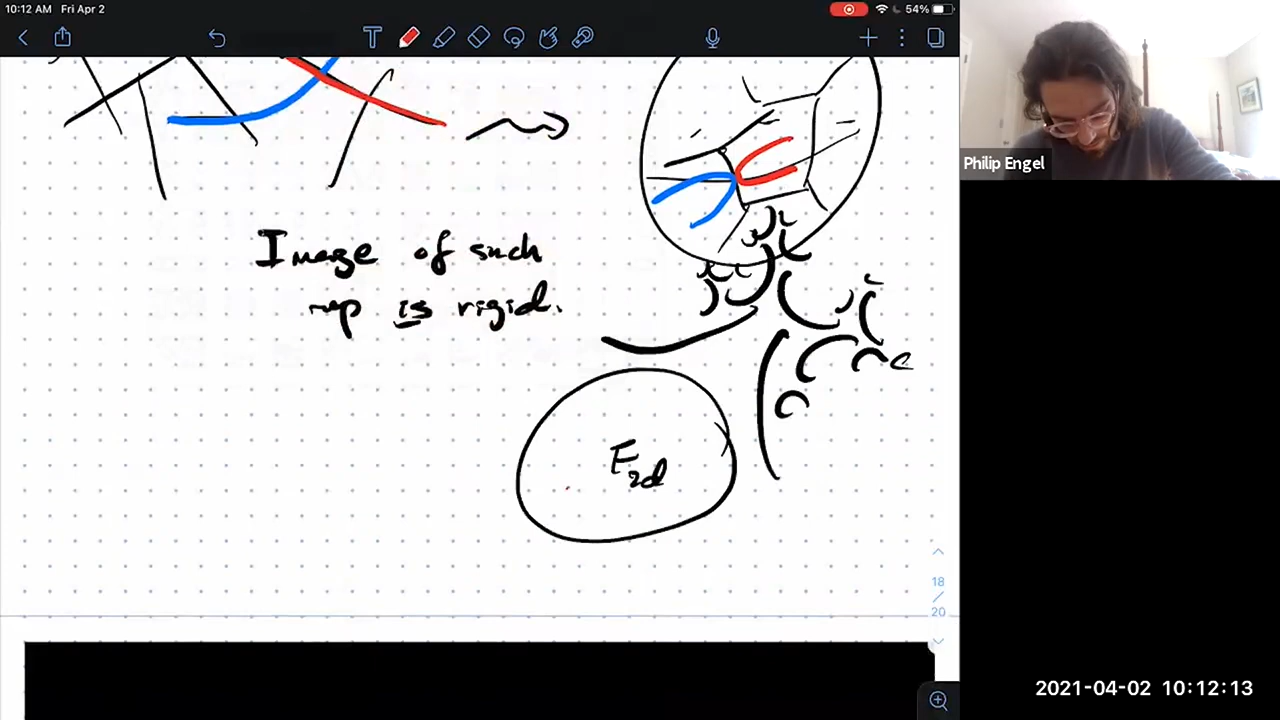 10:12 AM Fri Apr 2
54%
Philip Engel
Image of such
map is rigid.
F_2d
18
/
20
2021-04-02 10:12:13